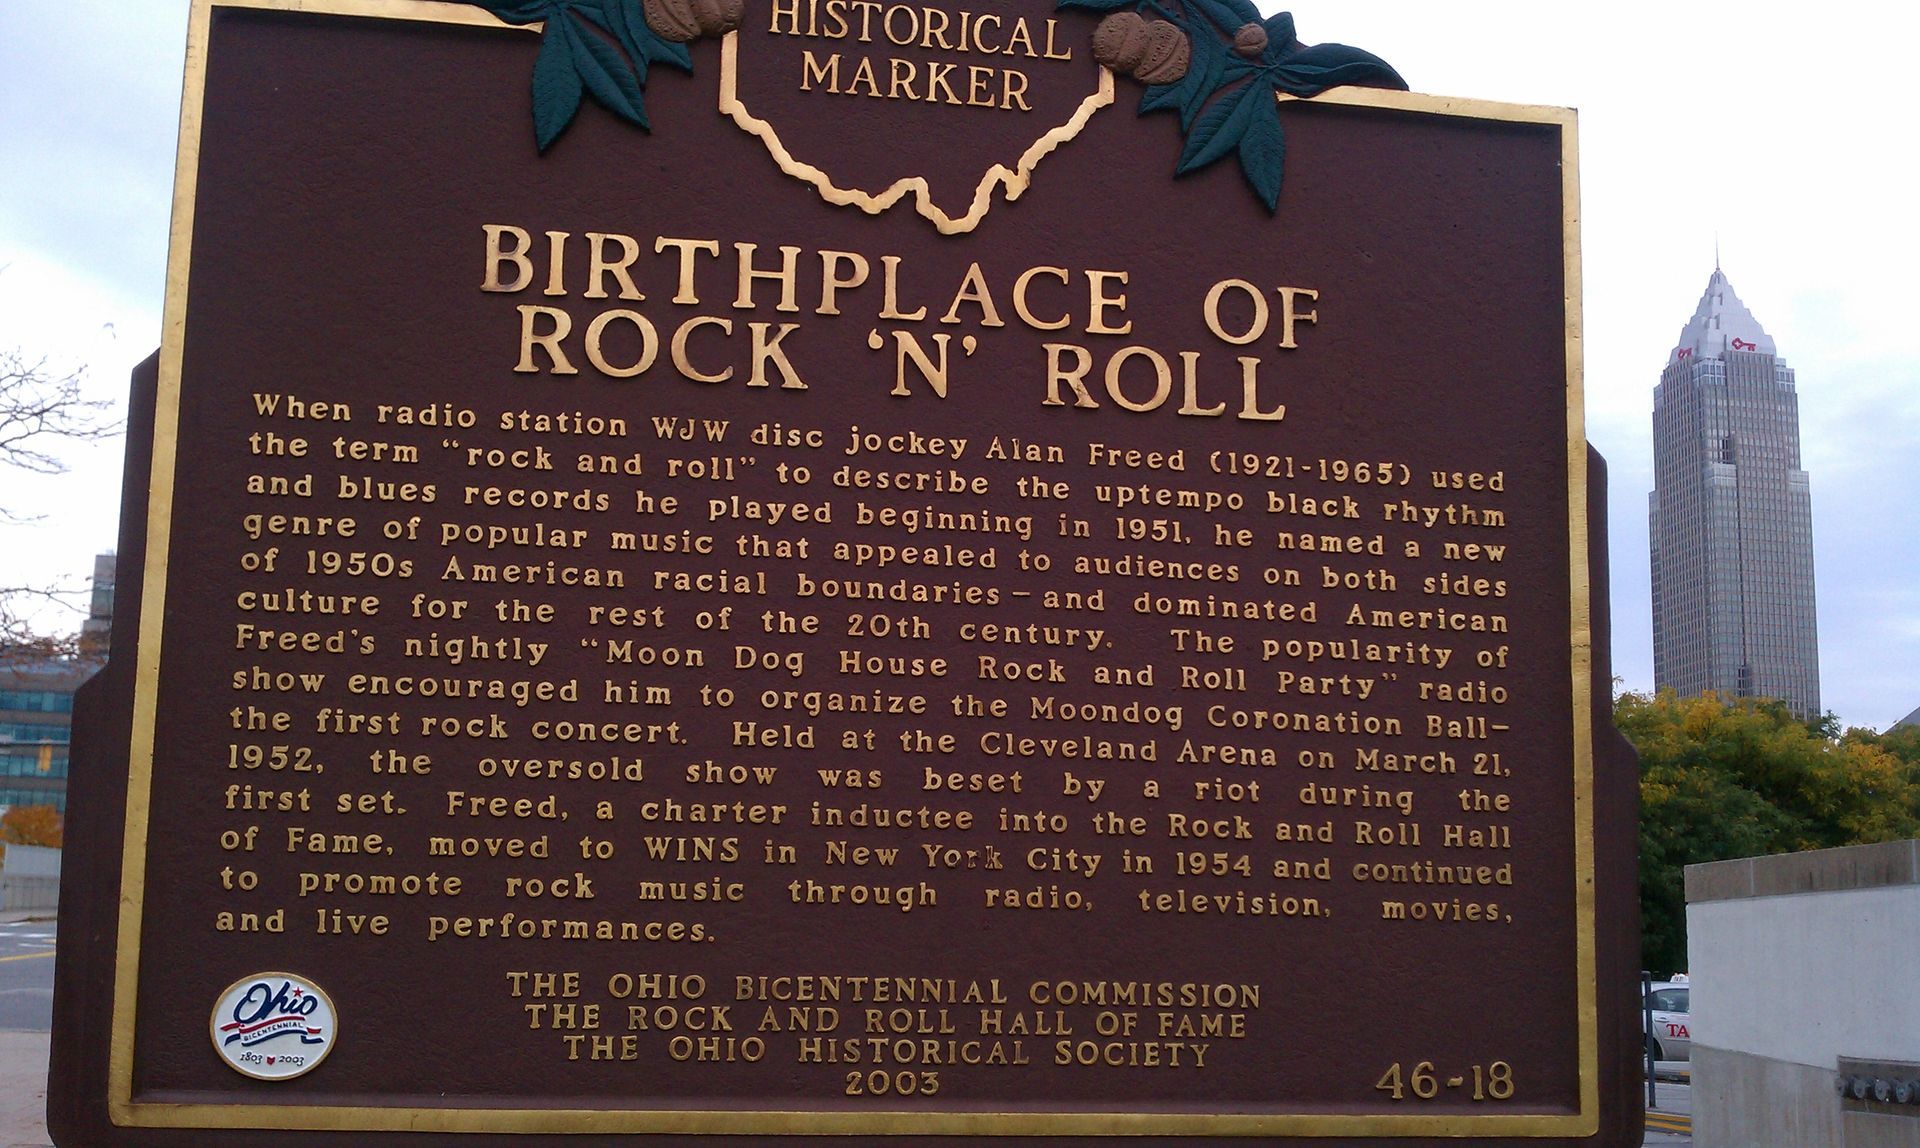 HISTORICAL
MARKER
BIRTHPLACE OF
ROCK 'N' ROLL
When radio station WJW disc jockey Alan Freed (1921-1965) used
the term “rock and roll” to describe the uptempo black rhythm
and blues records he played beginning in 1951, he named a new
genre of popular music that appealed to audiences on both sides
of 1950s American racial boundaries—and dominated American
culture for the rest of the 20th century. The popularity of
Freed's nightly “Moon Dog House Rock and Roll Party” radio
show encouraged him to organize the Moondog Coronation Ball—
the first rock concert. Held at the Cleveland Arena on March 21,
1952, the oversold show was beset by a riot during the
first set. Freed, a charter inductee into the Rock and Roll Hall
of Fame, moved to WINS in New York City in 1954 and continued
to promote rock music through radio, television, movies,
and live performances.
THE OHIO BICENTENNIAL COMMISSION
THE ROCK AND ROLL HALL OF FAME
THE OHIO HISTORICAL SOCIETY
2003
46-18
Ohio
BICENTENNIAL
1803 2003
TA